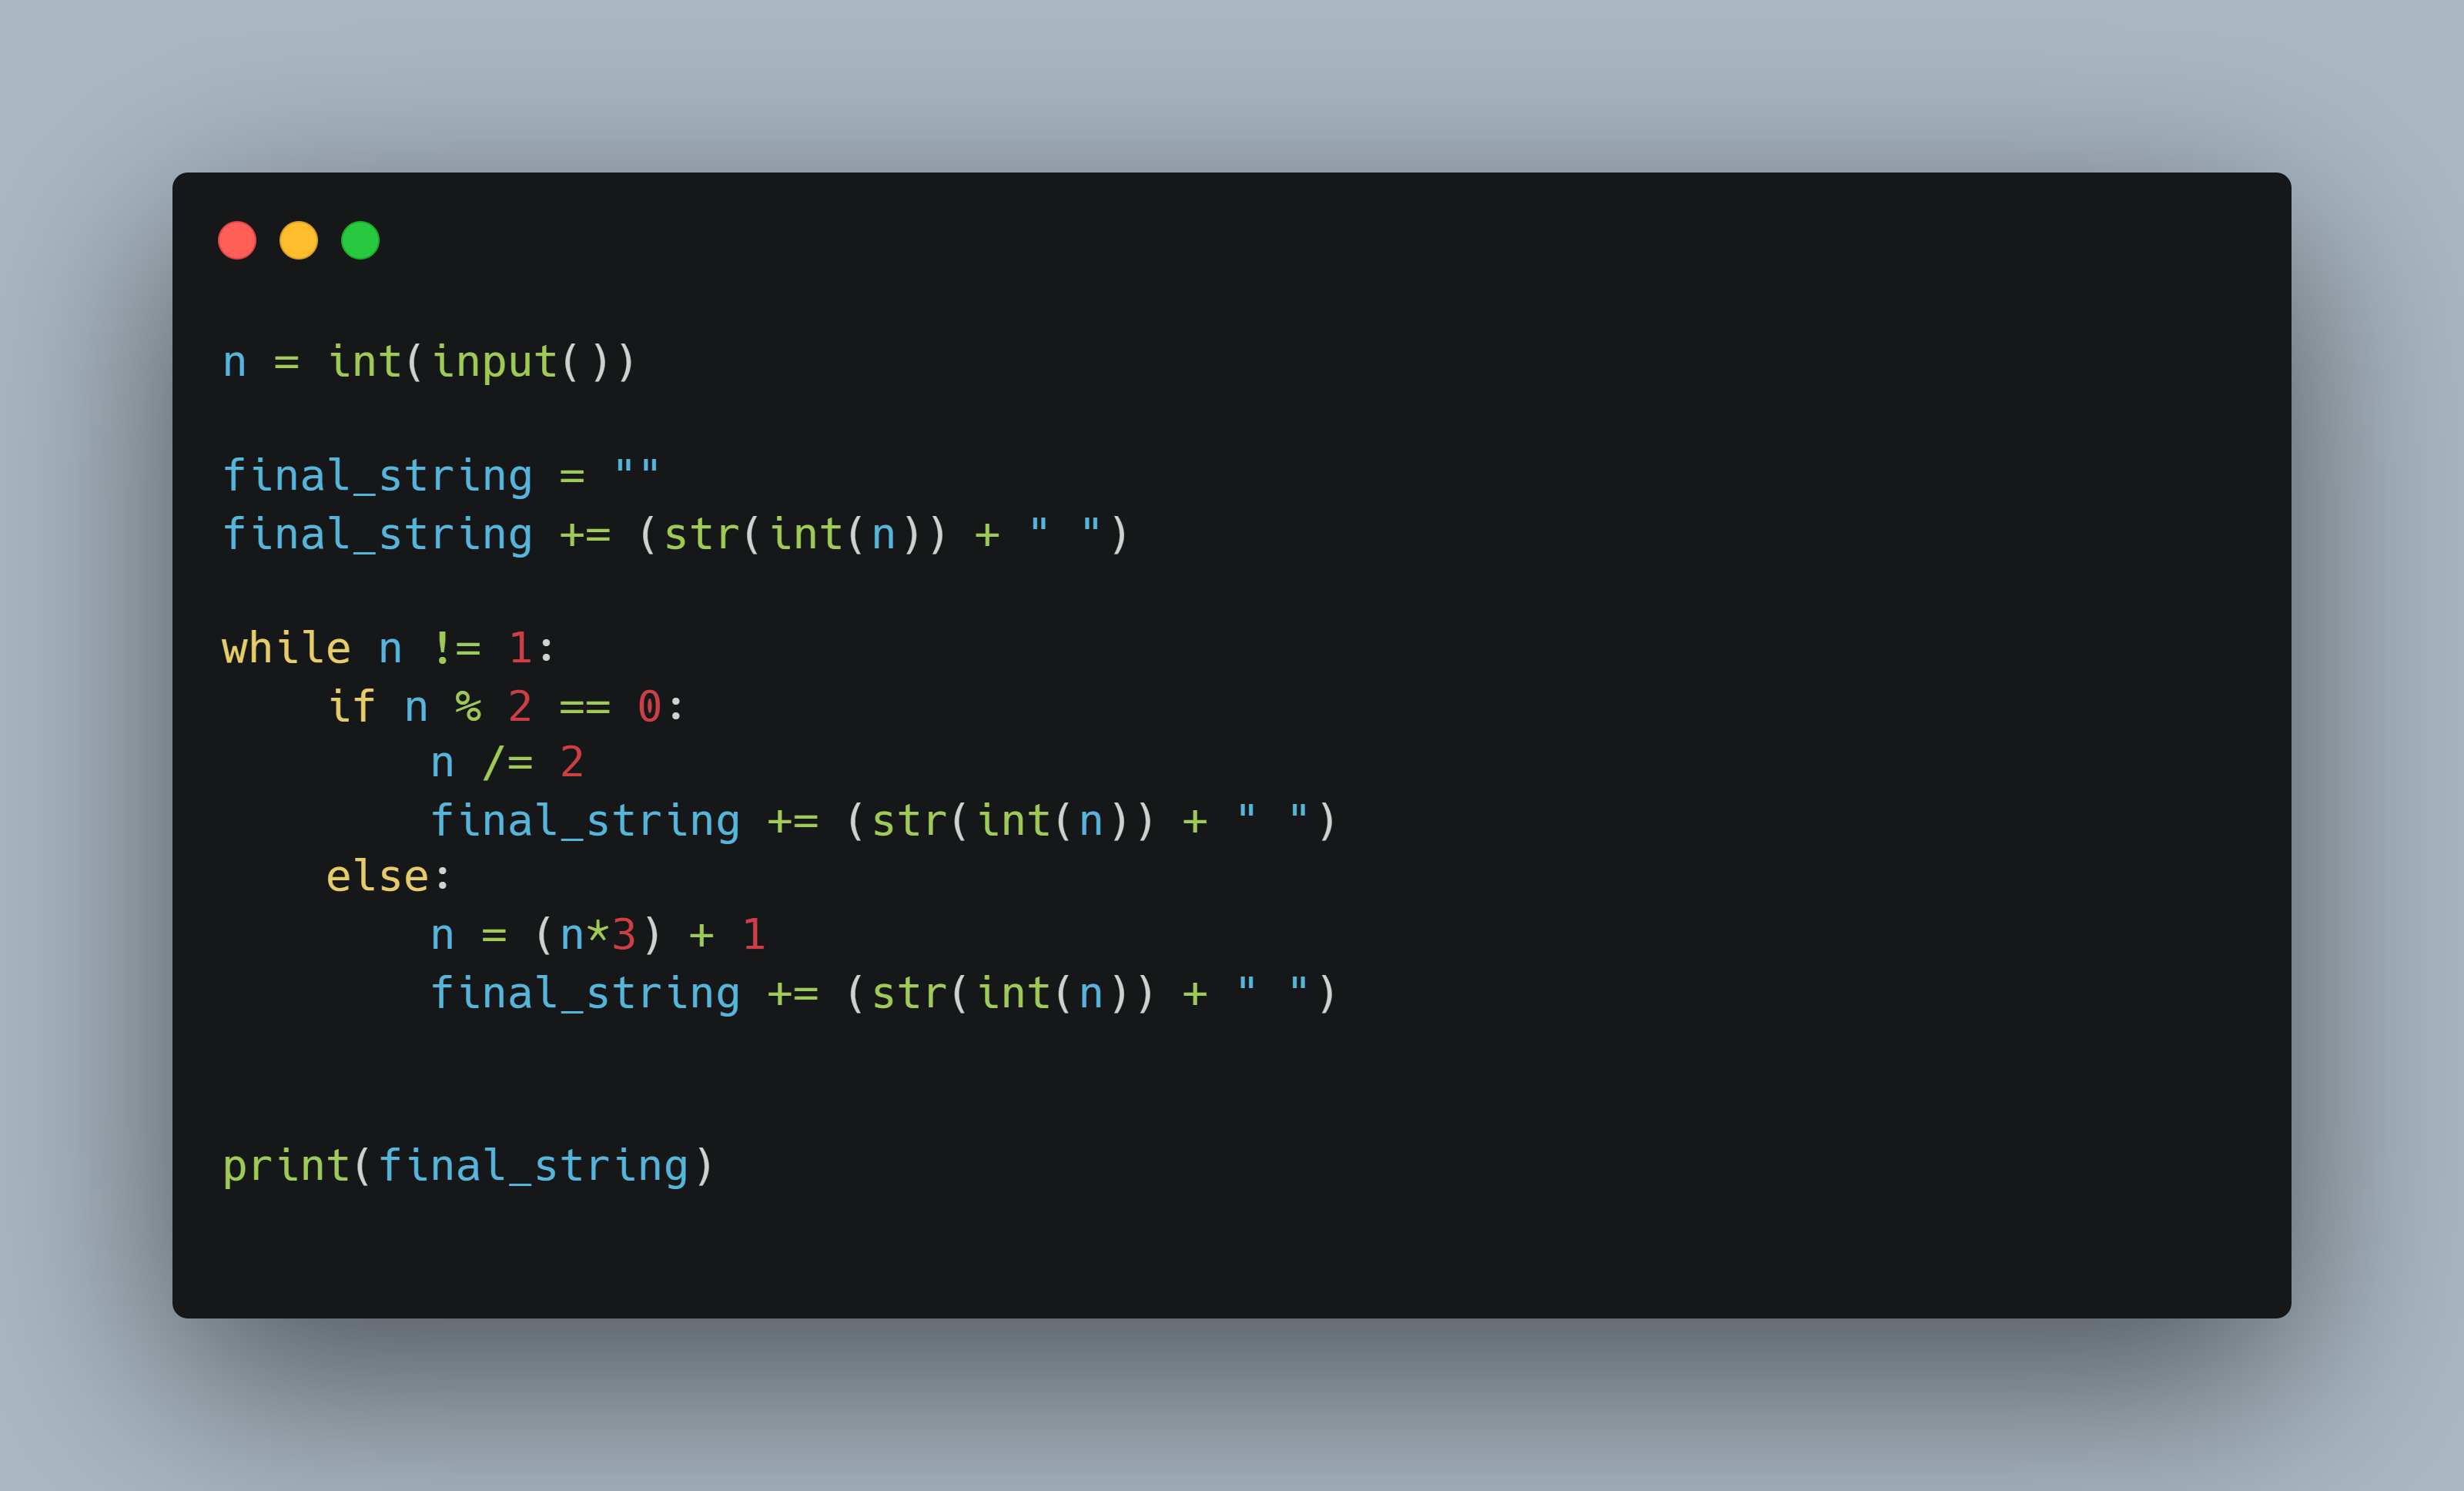 n = int(input())
final_string = ""
final_string += (str(int(n)) + " ")
while n != 1:
    if n % 2 == 0:
        n /= 2
        final_string += (str(int(n)) + " ")
    else:
        n = (n*3) + 1
        final_string += (str(int(n)) + " ")
print(final_string)